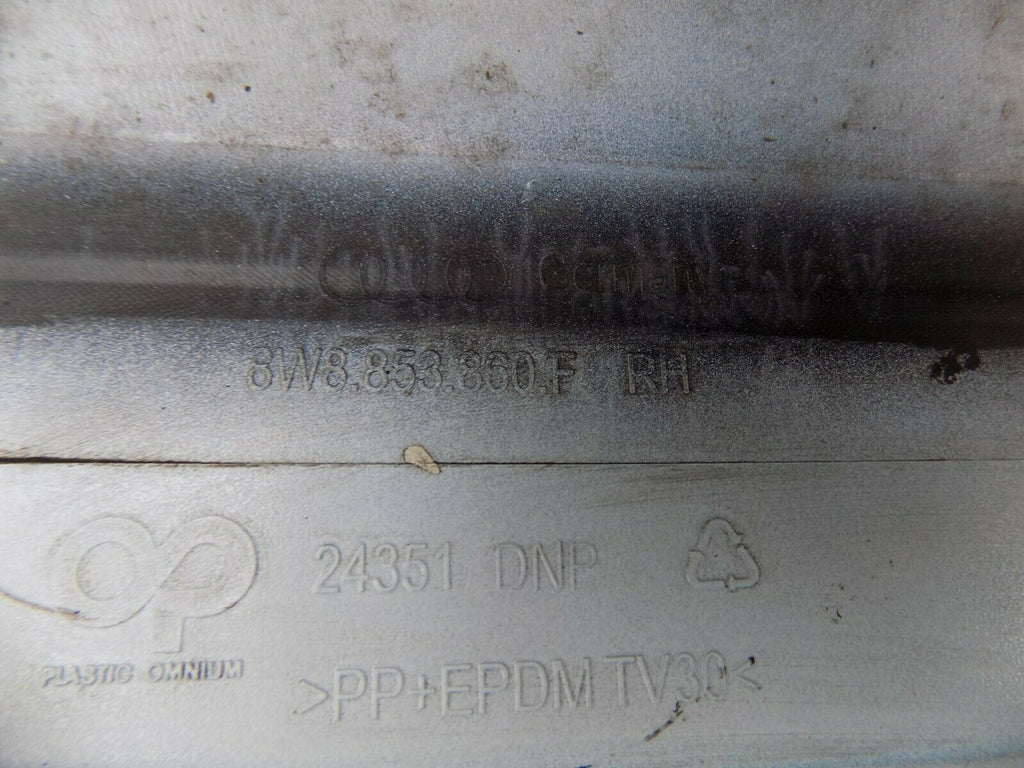 8W8.853.860.F RH
24351 DNP
PLASTIC OMNIUM
>PP+EPDM TV30<